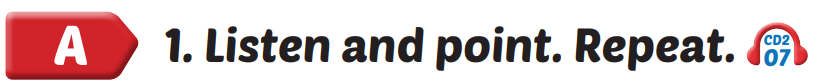 A 1. Listen and point. Repeat. CD2 07